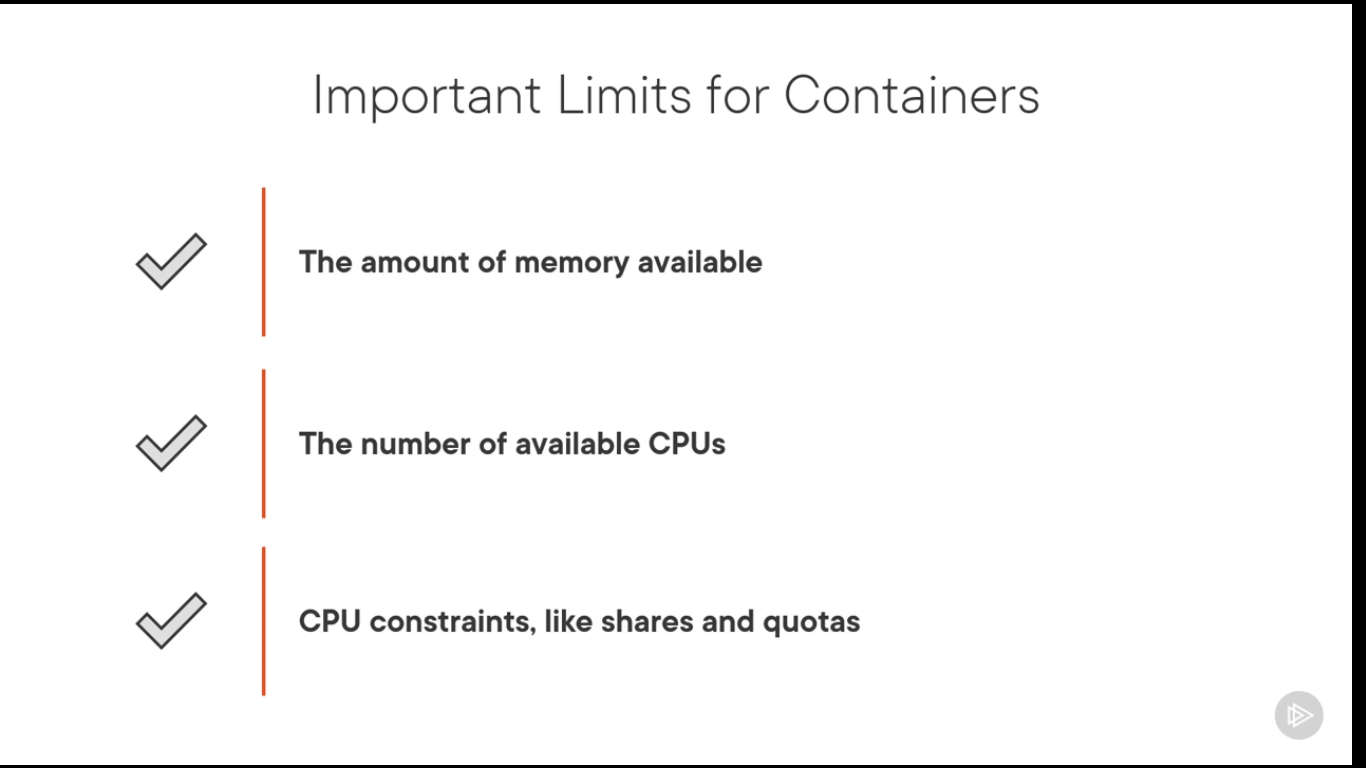 Important Limits for Containers
The amount of memory available
The number of available CPUs
CPU constraints, like shares and quotas